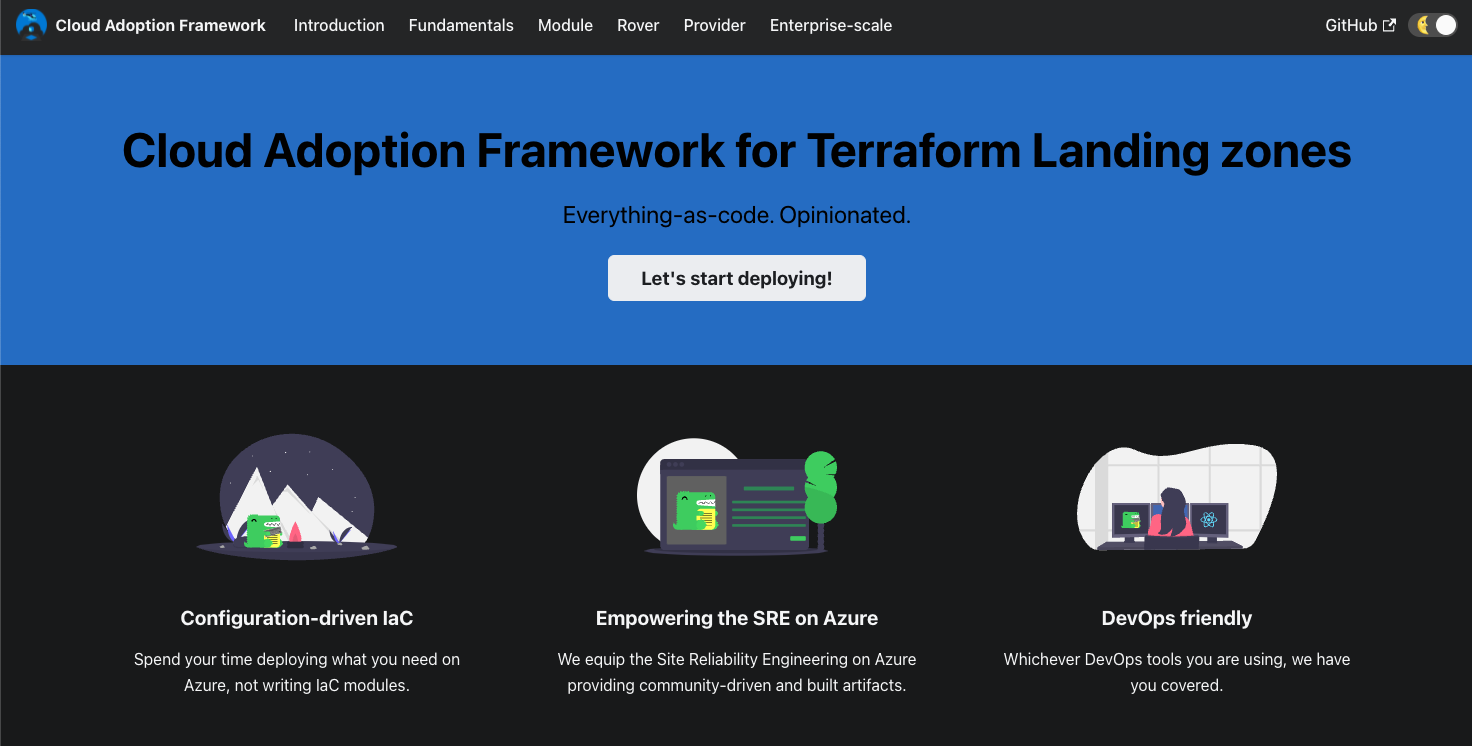 Cloud Adoption Framework
Introduction
Fundamentals
Module
Rover
Provider
Enterprise-scale
GitHub
Cloud Adoption Framework for Terraform Landing zones
Everything-as-code. Opinionated.
Let's start deploying!
Configuration-driven IaC
Spend your time deploying what you need on
Azure, not writing IaC modules.
Empowering the SRE on Azure
We equip the Site Reliability Engineering on Azure
providing community-driven and built artifacts.
DevOps friendly
Whichever DevOps tools you are using, we have
you covered.